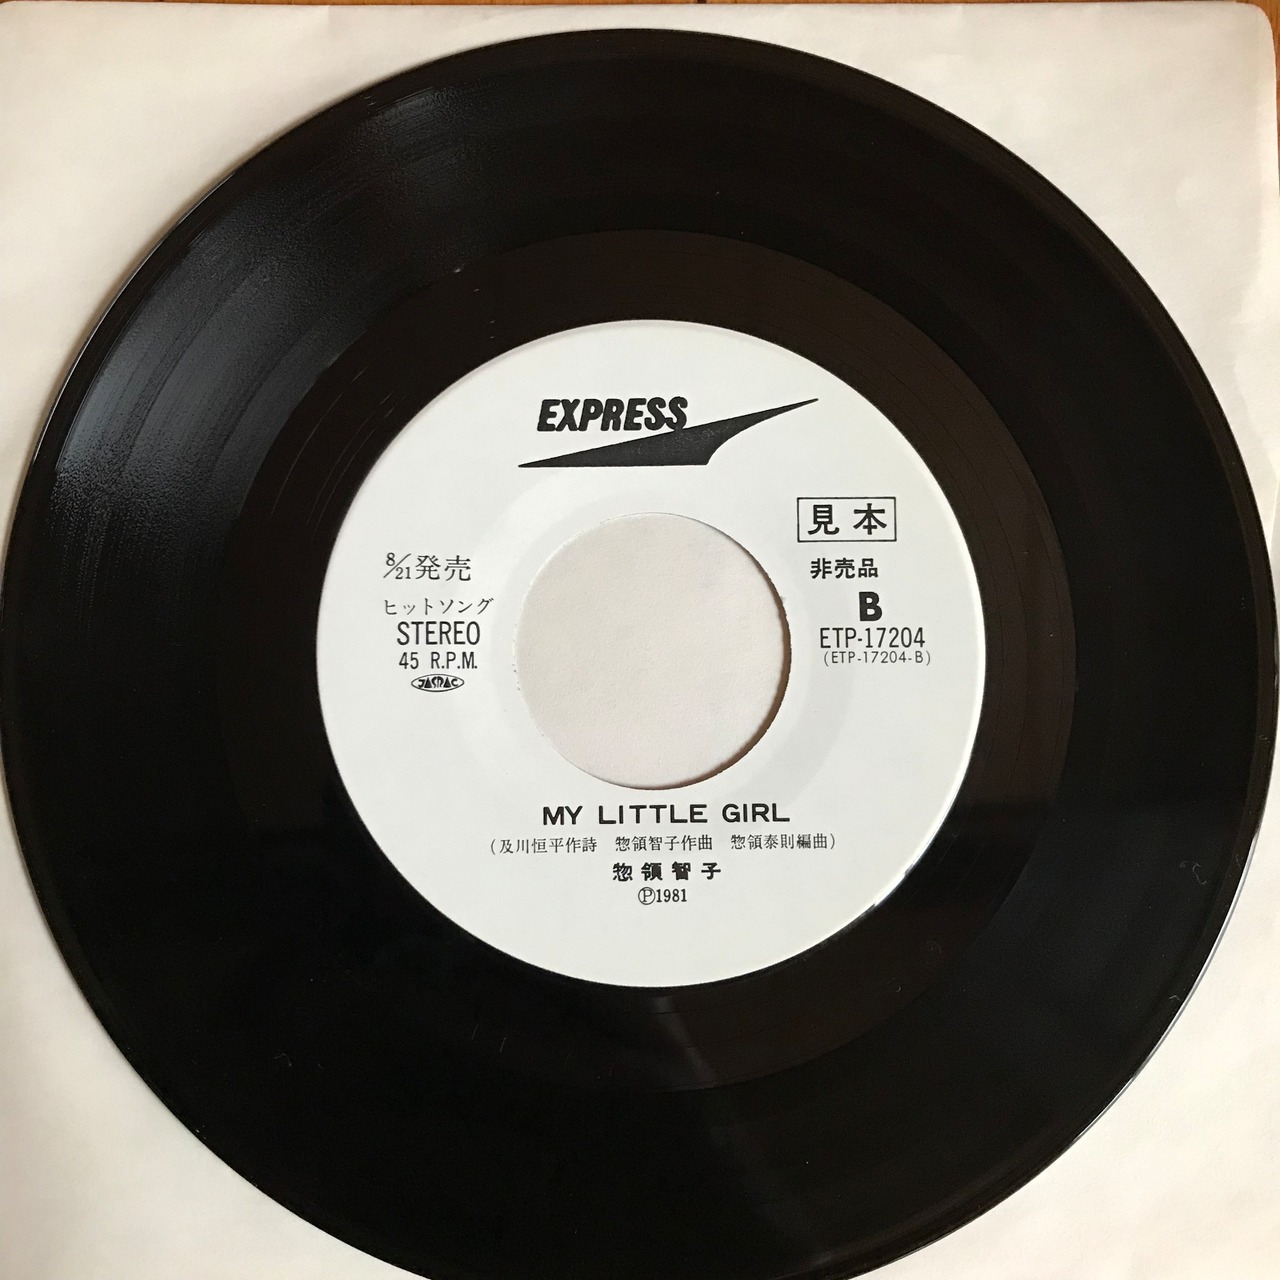 EXPRESS
見本
非売品
B
ETP-17204
(ETP-17204-B)
8/21発売
ヒットソング
STEREO
45 R.P.M.
JASRAC
MY LITTLE GIRL
(及川恒平作詩 惣領智子作曲 惣領泰則編曲)
惣領智子
Ⓟ1981